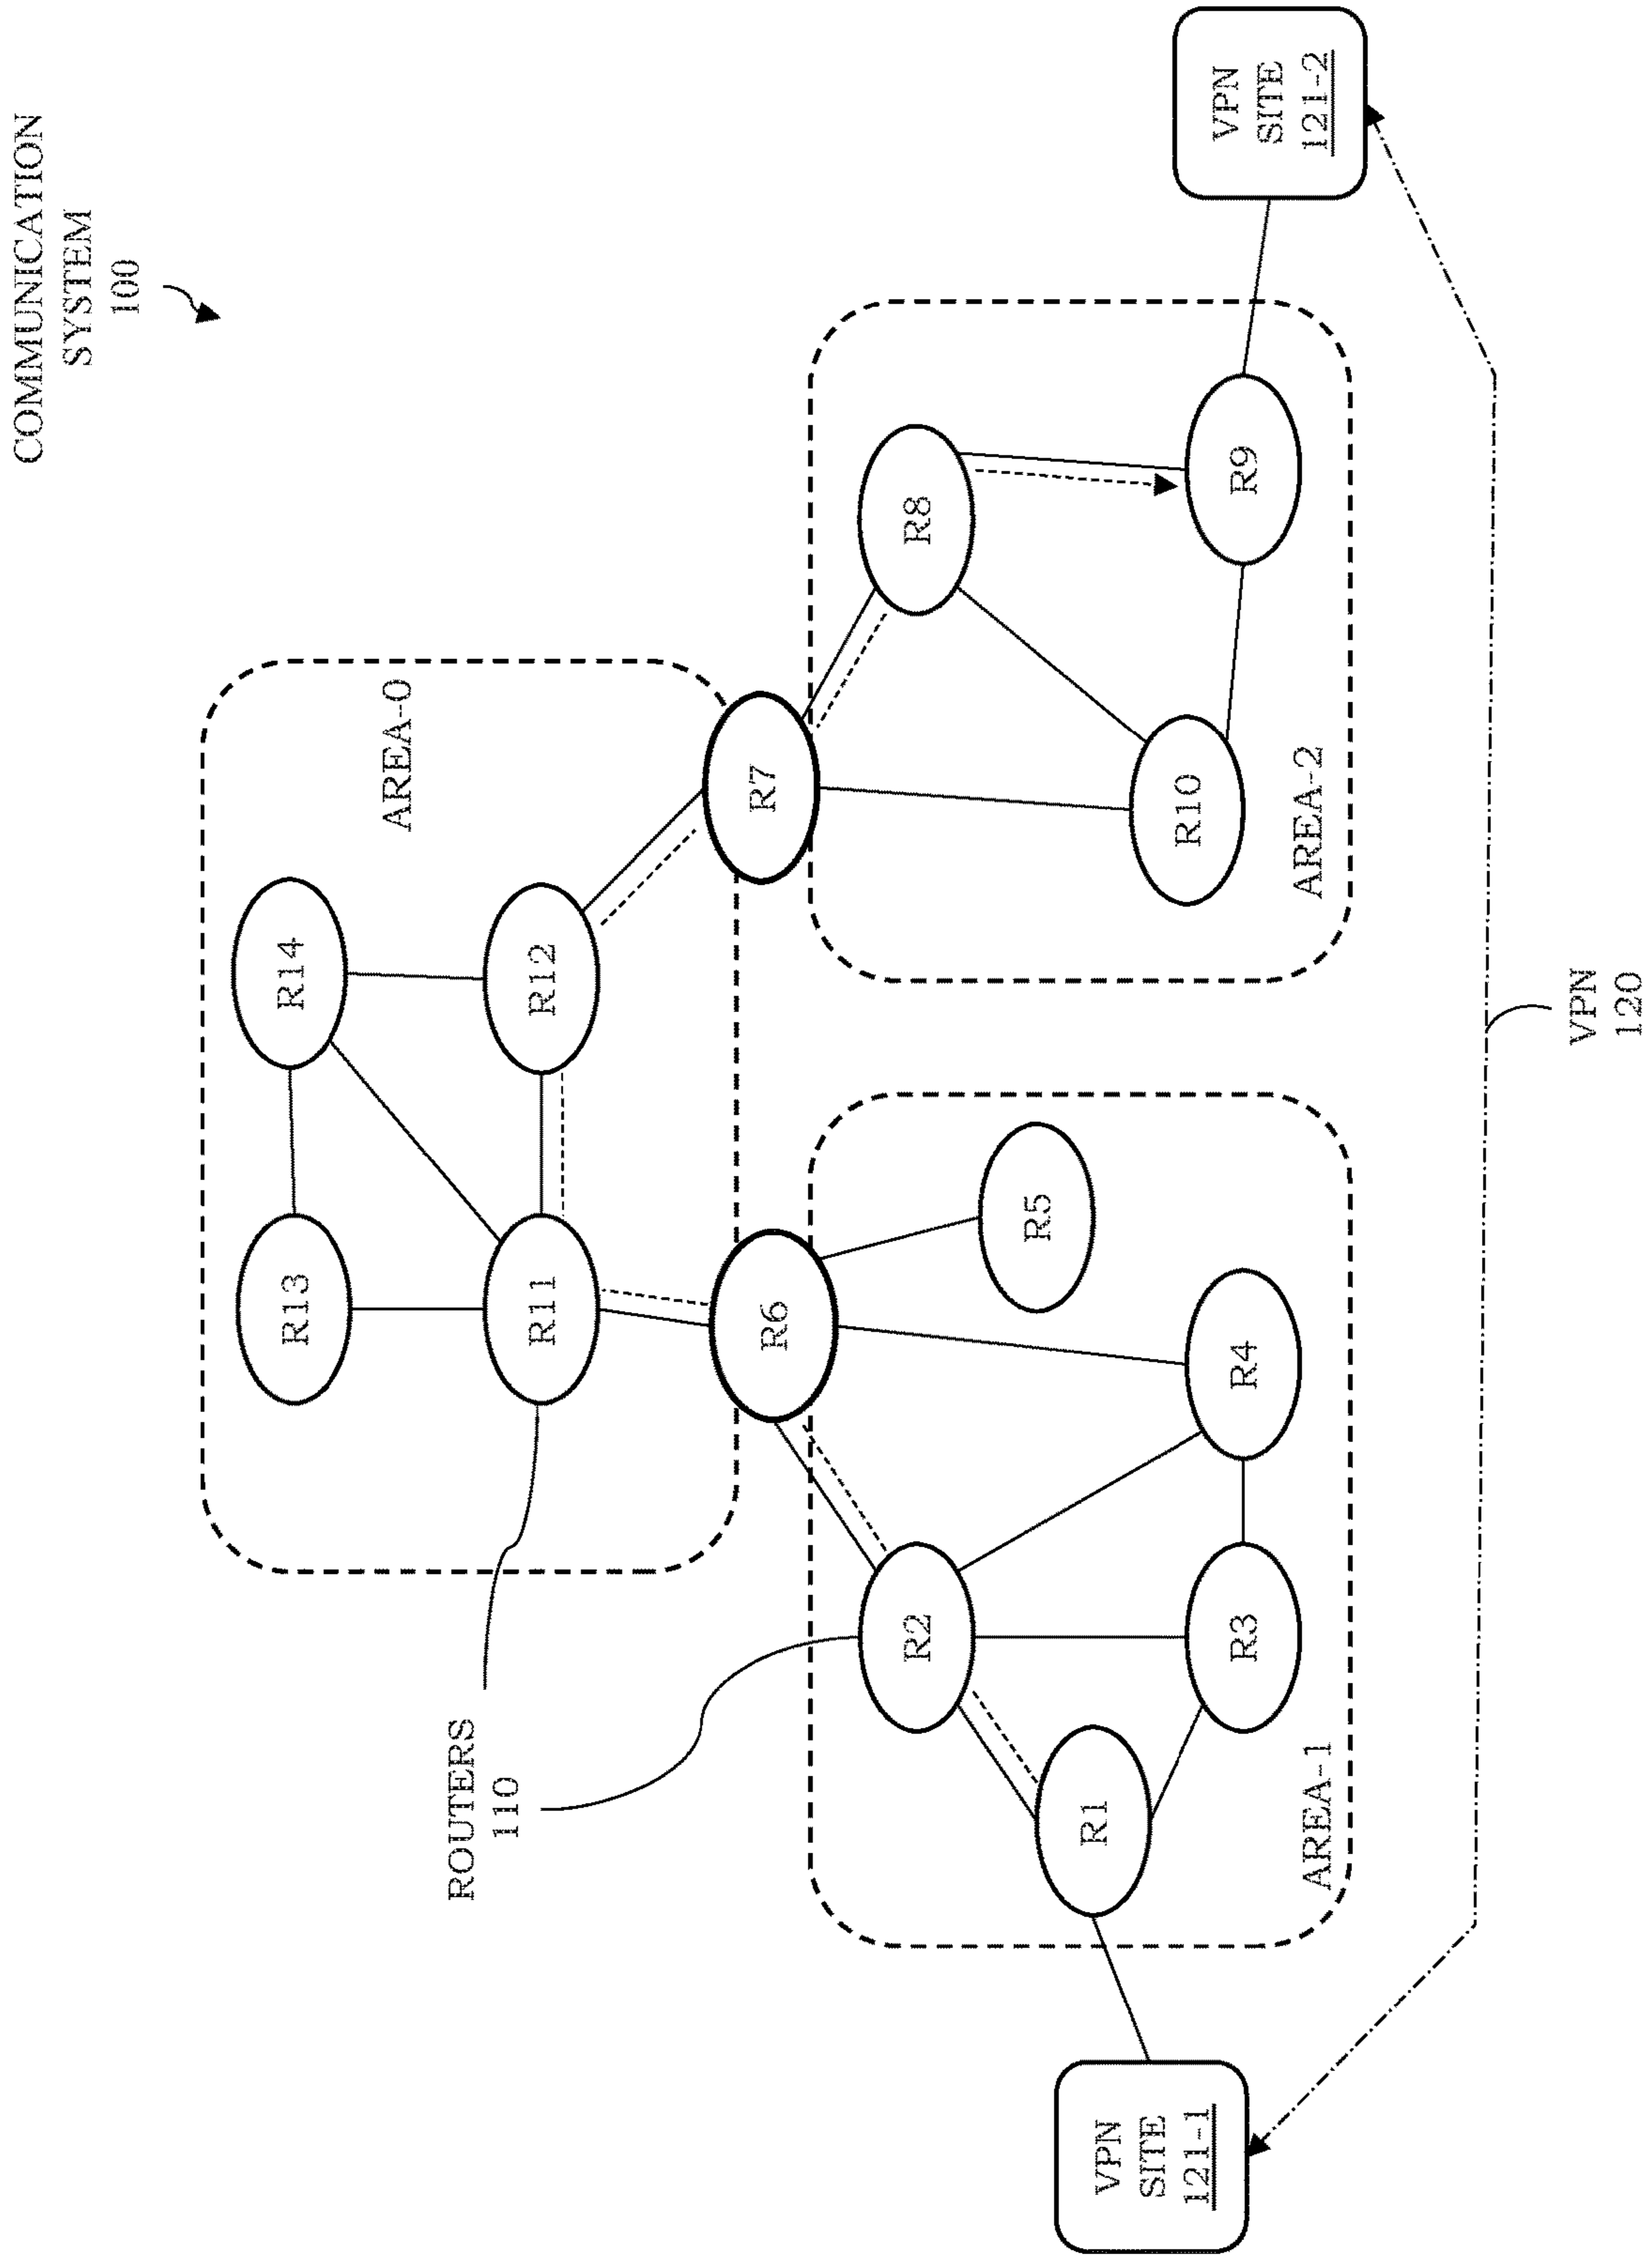 COMMUNICATION
SYSTEM
100
AREA-0
R13
R14
R11
R12
ROUTERS
110
R6
R7
R2
R5
R8
R1
R3
R4
R10
R9
AREA-1
AREA-2
VPN
SITE
121-1
VPN
SITE
121-2
VPN
120